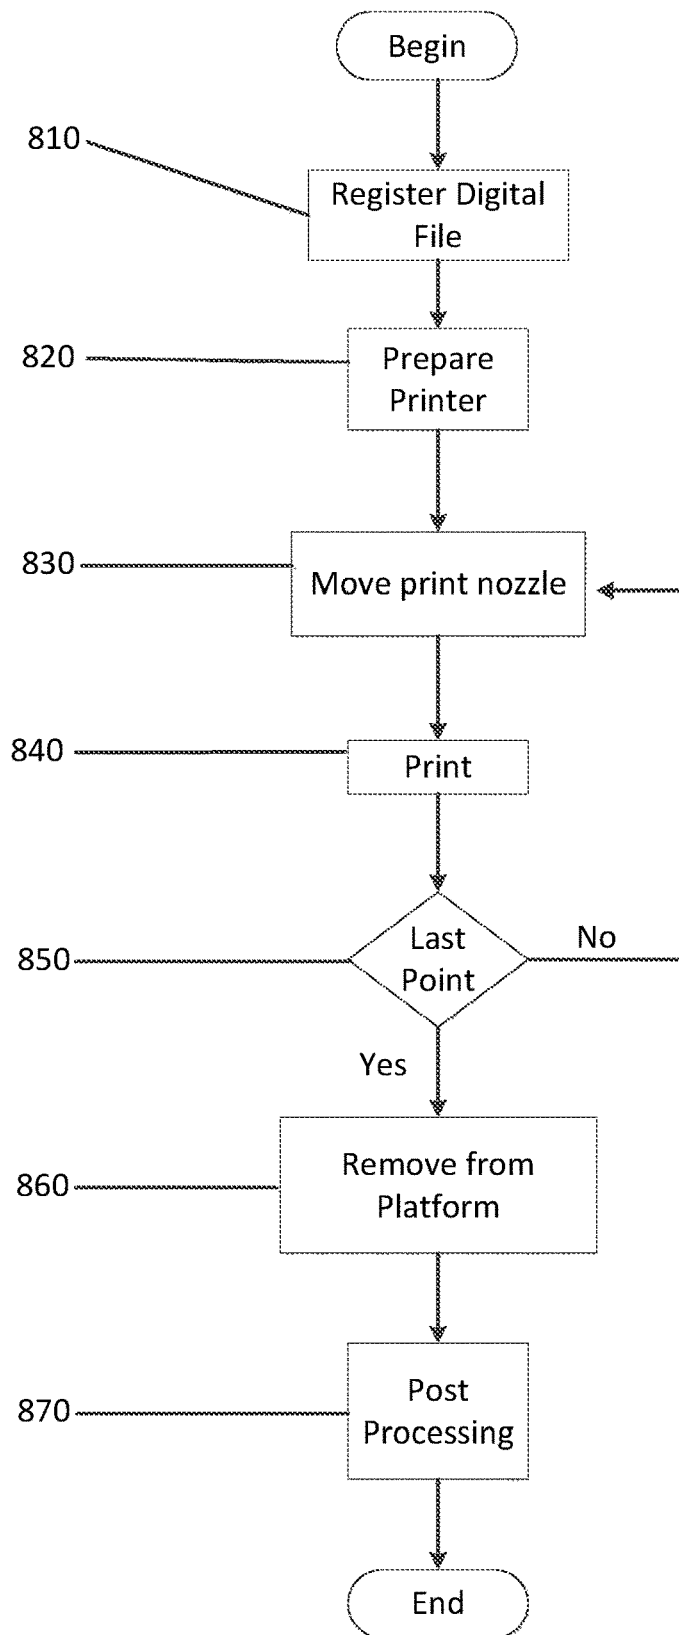 Begin
810
Register Digital
File
820
Prepare
Printer
830
Move print nozzle
840
Print
850
Last
Point
No
Yes
860
Remove from
Platform
870
Post
Processing
End